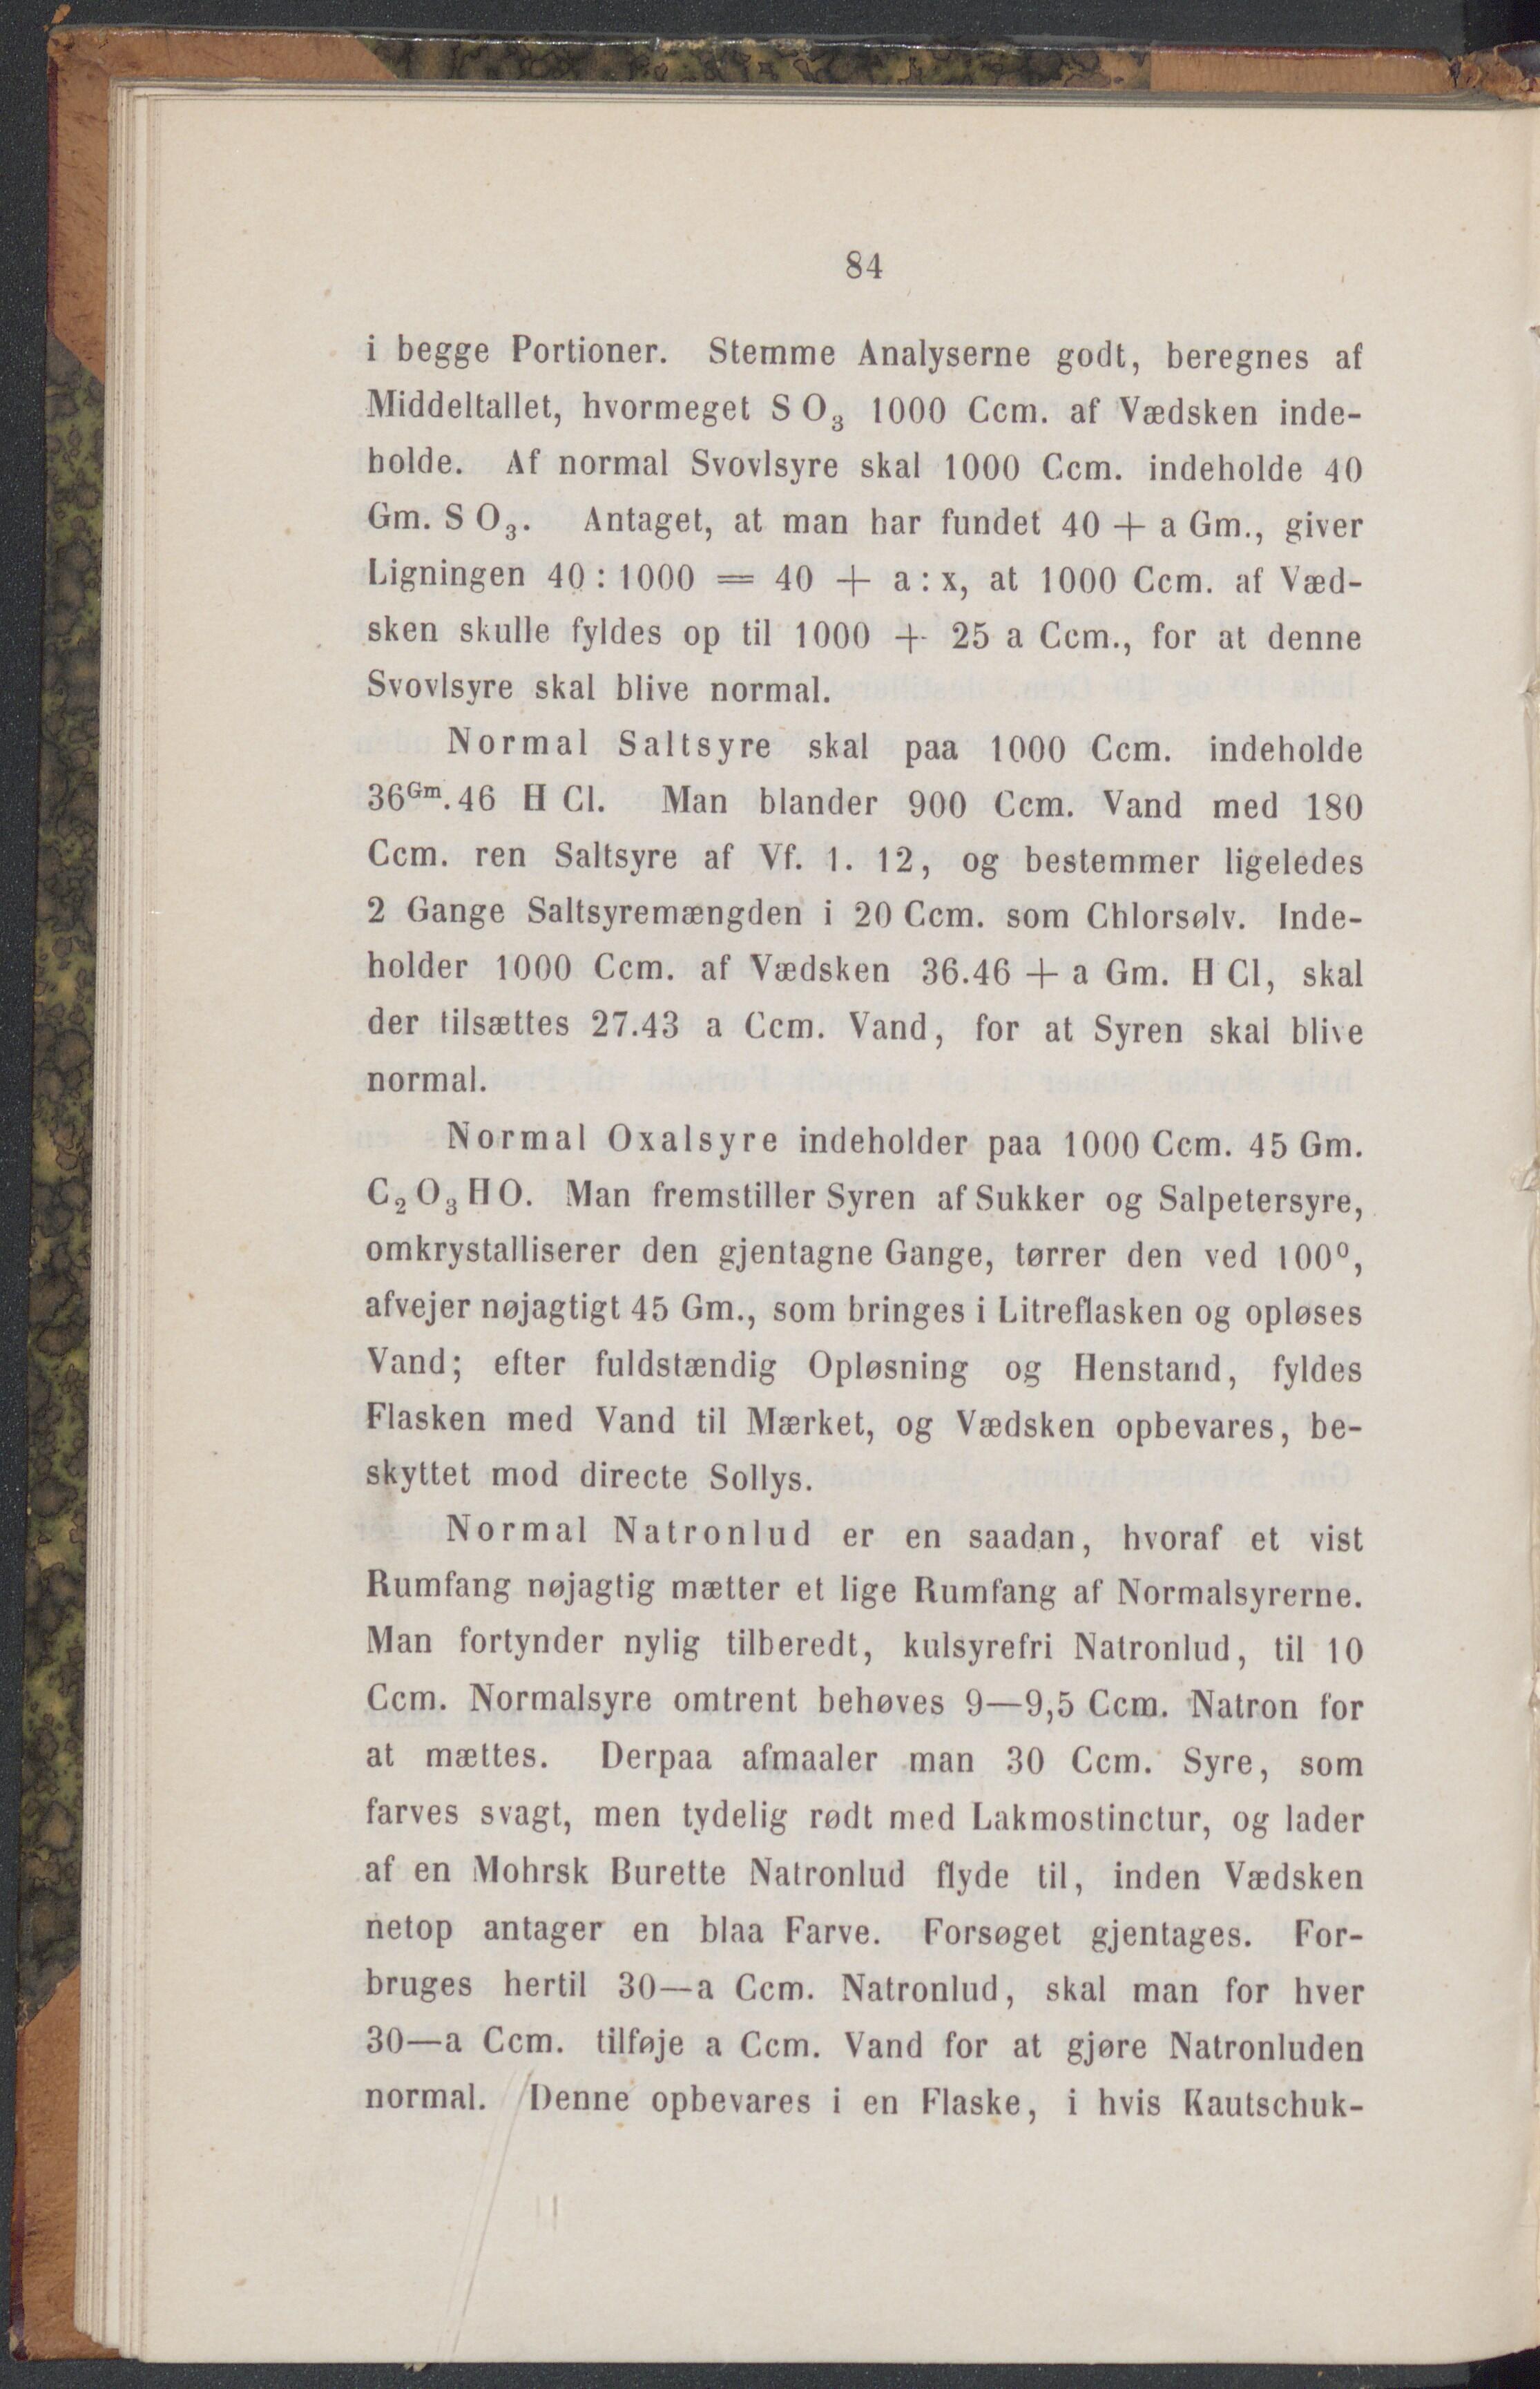 84
i begge Portioner. Stemme Analyserne godt, beregnes af
Middeltallet, hvormeget S O₃ 1000 Ccm. af Vædsken inde-
holde. Af normal Svovlsyre skal 1000 Ccm. indeholde 40
Gm. S O₃. Antaget, at man har fundet 40 + a Gm., giver
Ligningen 40 : 1000 = 40 + a : x, at 1000 Ccm. af Væd-
sken skulle fyldes op til 1000 + 25 a Ccm., for at denne
Svovlsyre skal blive normal.
Normal Saltsyre skal paa 1000 Ccm. indeholde
36ᴳᵐ.46 H Cl. Man blander 900 Ccm. Vand med 180
Ccm. ren Saltsyre af Vf. 1. 12, og bestemmer ligeledes
2 Gange Saltsyremængden i 20 Ccm. som Chlorsølv. Inde-
holder 1000 Ccm. af Vædsken 36.46 + a Gm. H Cl, skal
der tilsættes 27.43 a Ccm. Vand, for at Syren skal blive
normal.
Normal Oxalsyre indeholder paa 1000 Ccm. 45 Gm.
C₂ O₃ HO. Man fremstiller Syren af Sukker og Salpetersyre,
omkrystalliserer den gjentagne Gange, tørrer den ved 100⁰,
afvejer nøjagtigt 45 Gm., som bringes i Litreflasken og opløses
Vand; efter fuldstændig Opløsning og Henstand, fyldes
Flasken med Vand til Mærket, og Vædsken opbevares, be-
skyttet mod directe Sollys.
Normal Natronlud er en saadan, hvoraf et vist
Rumfang nøjagtig mætter et lige Rumfang af Normalsyrerne.
Man fortynder nylig tilberedt, kulsyrefri Natronlud, til 10
Ccm. Normalsyre omtrent behøves 9—9,5 Ccm. Natron for
at mættes. Derpaa afmaaler man 30 Ccm. Syre, som
farves svagt, men tydelig rødt med Lakmostinctur, og lader
af en Mohrsk Burette Natronlud flyde til, inden Vædsken
netop antager en blaa Farve. Forsøget gjentages. For-
bruges hertil 30—a Ccm. Natronlud, skal man for hver
30—a Ccm. tilføje a Ccm. Vand for at gjøre Natronluden
normal. Denne opbevares i en Flaske, i hvis Kautschuk-